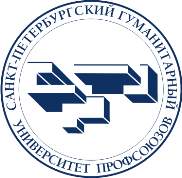 САНКТ-ПЕТЕРБУРГСКИЙ ГУМАНИТАРНЫЙ
УНИВЕРСИТЕТ ПРОФСОЮЗОВ